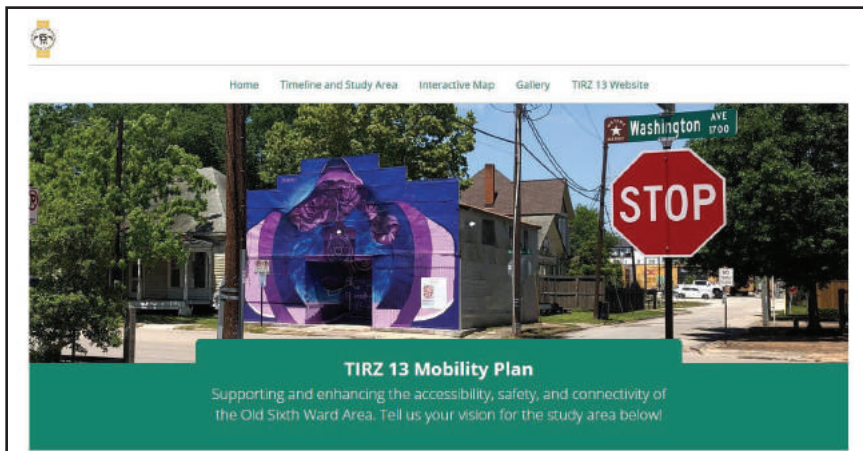 Home Timeline and Study Area Interactive Map Gallery TIRZ 13 Website
Washington AVE 1700
STOP
TIRZ 13 Mobility Plan
Supporting and enhancing the accessibility, safety, and connectivity of
the Old Sixth Ward Area. Tell us your vision for the study area below!